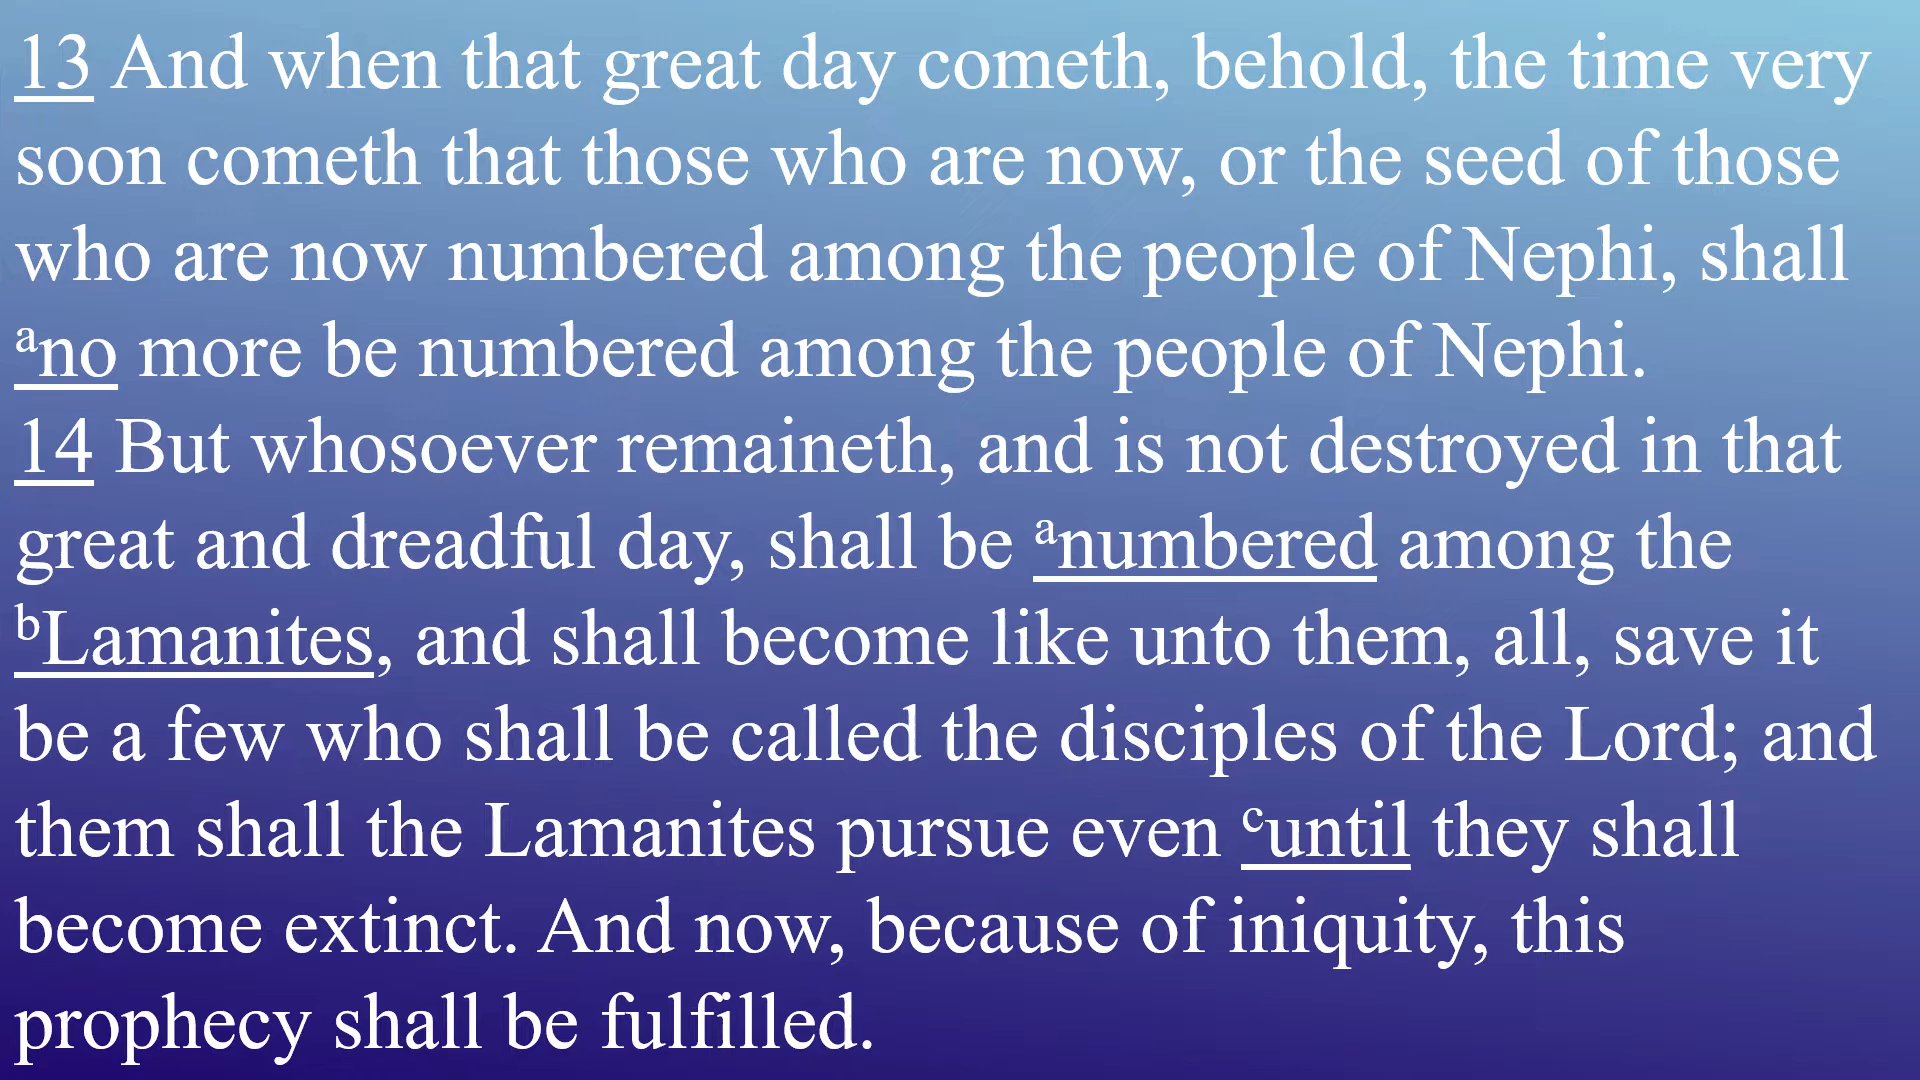 13 And when that great day cometh, behold, the time very
soon cometh that those who are now, or the seed of those
who are now numbered among the people of Nephi, shall
ano more be numbered among the people of Nephi.
14 But whosoever remaineth, and is not destroyed in that
great and dreadful day, shall be anumbered among the
bLamanites, and shall become like unto them, all, save it
be a few who shall be called the disciples of the Lord; and
them shall the Lamanites pursue even cuntil they shall
become extinct. And now, because of iniquity, this
prophecy shall be fulfilled.